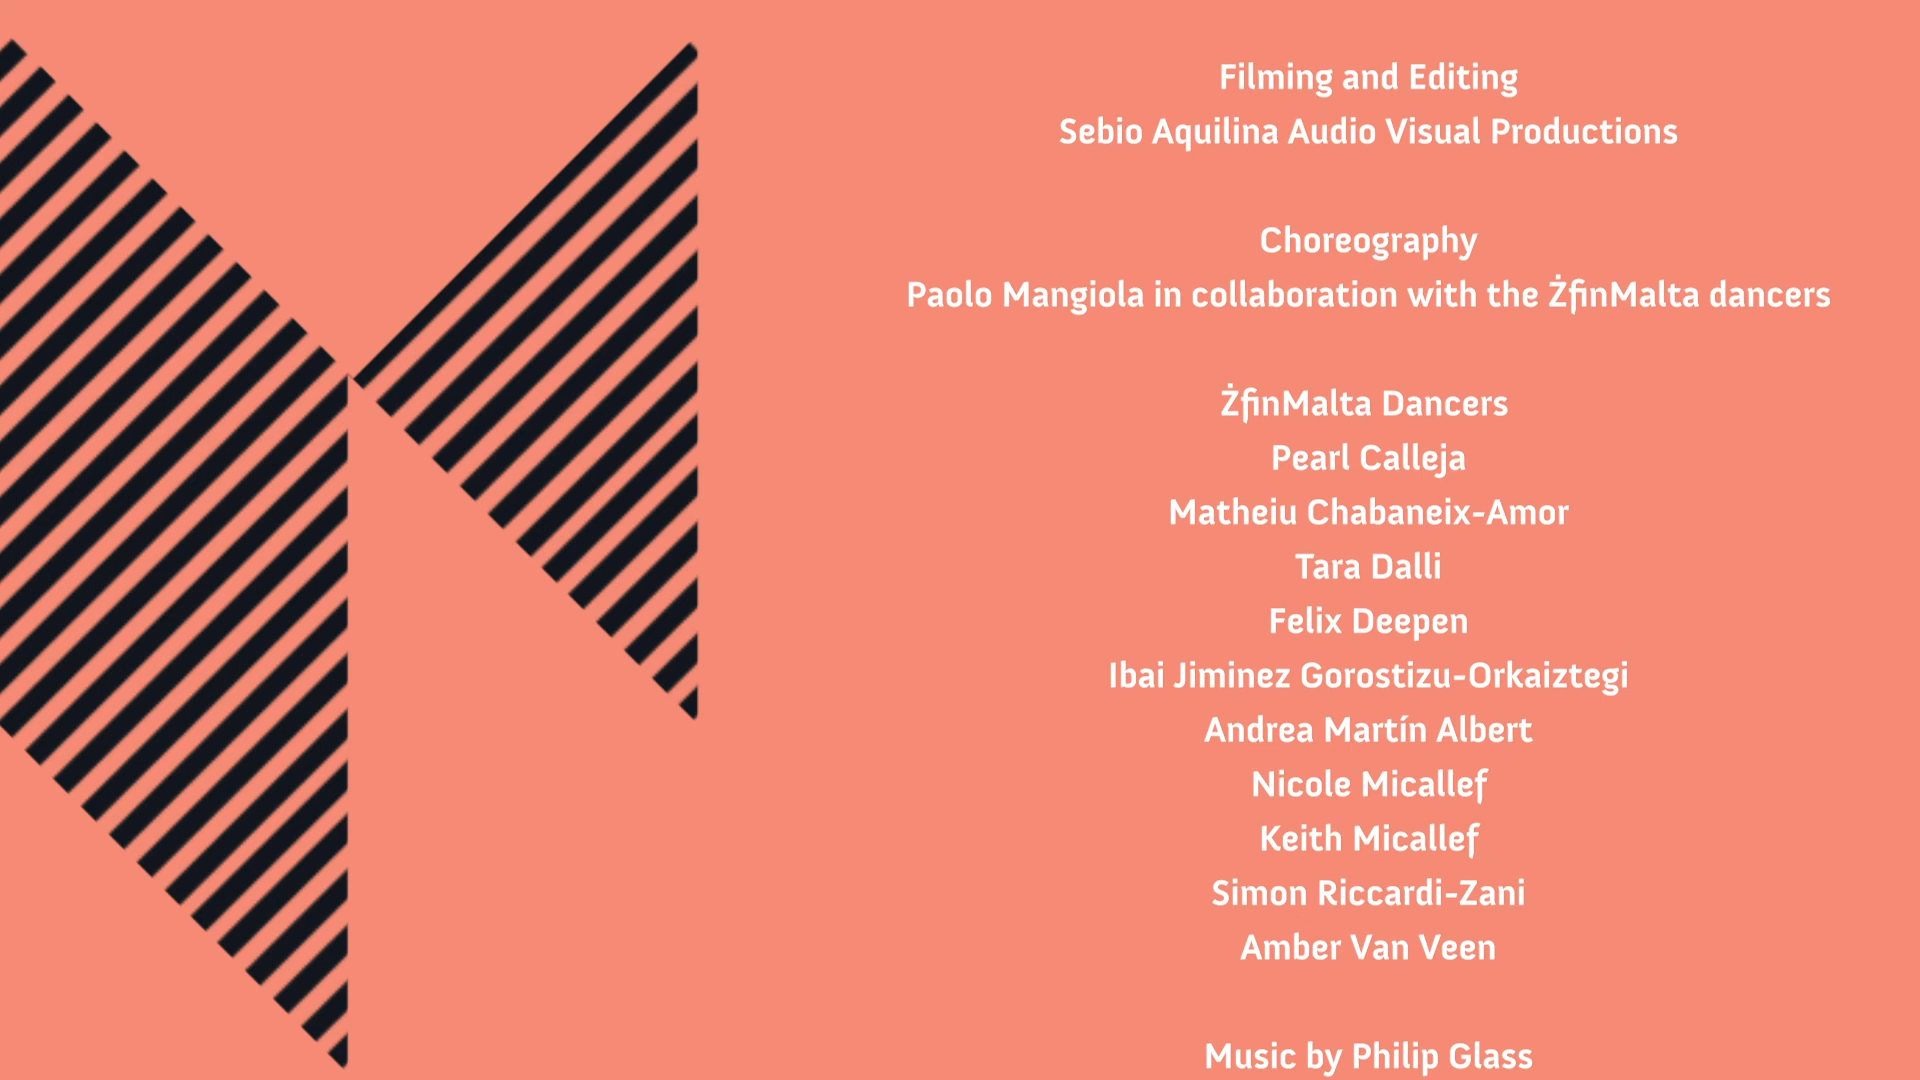 Filming and Editing
Sebio Aquilina Audio Visual Productions
Choreography
Paolo Mangiola in collaboration with the ŻfinMalta dancers
ŻfinMalta Dancers
Pearl Calleja
Matheiu Chabaneix-Amor
Tara Dalli
Felix Deepen
Ibai Jiminez Gorostizu-Orkaiztegi
Andrea Martín Albert
Nicole Micallef
Keith Micallef
Simon Riccardi-Zani
Amber Van Veen
Music by Philip Glass